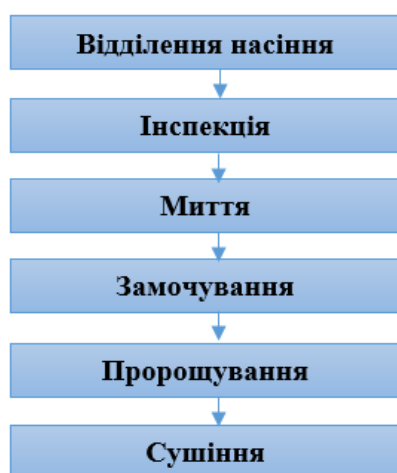 Відділення насіння
Інспекція
Миття
Замочування
Пророщування
Сушіння